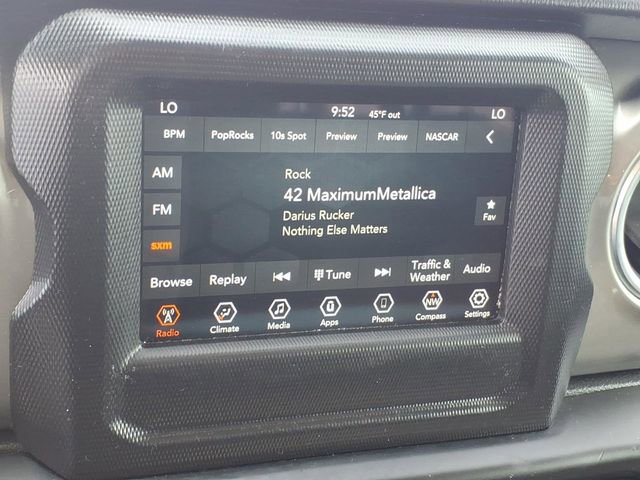 LO 9:52 45°F out LO
BPM PopRocks 10s Spot Preview Preview NASCAR
AM
FM
sxm
Rock
42 MaximumMetallica
Darius Rucker
Nothing Else Matters
Fav
Browse Replay Tune Traffic & Weather Audio
Radio Climate Media Apps Phone NW Compass Settings